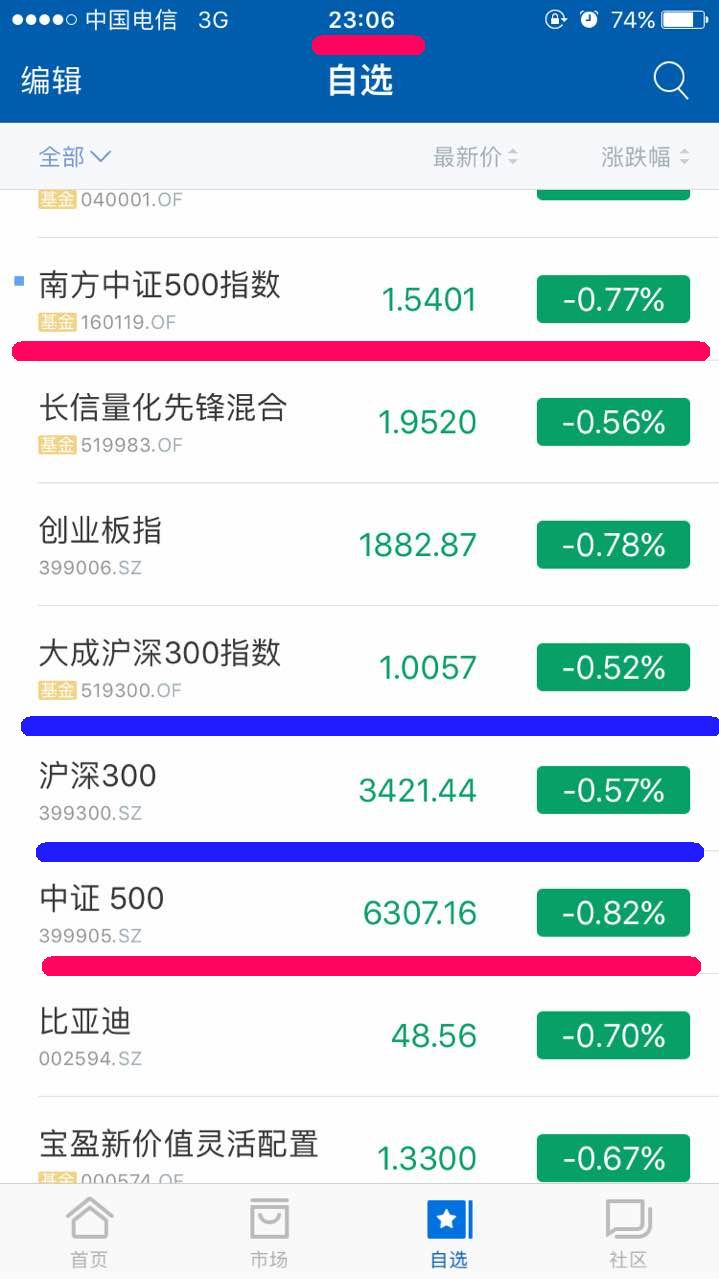 中国电信 3G 23:06 74%
编辑 自选
全部 最新价 涨跌幅
基金 040001.OF
南方中证500指数 1.5401 -0.77%
基金 160119.OF
长信量化先锋混合 1.9520 -0.56%
基金 519983.OF
创业板指 1882.87 -0.78%
399006.SZ
大成沪深300指数 1.0057 -0.52%
基金 519300.OF
沪深300 3421.44 -0.57%
399300.SZ
中证 500 6307.16 -0.82%
399905.SZ
比亚迪 48.56 -0.70%
002594.SZ
宝盈新价值灵活配置 1.3300 -0.67%
基金 000574.OF
首页 市场 自选 社区